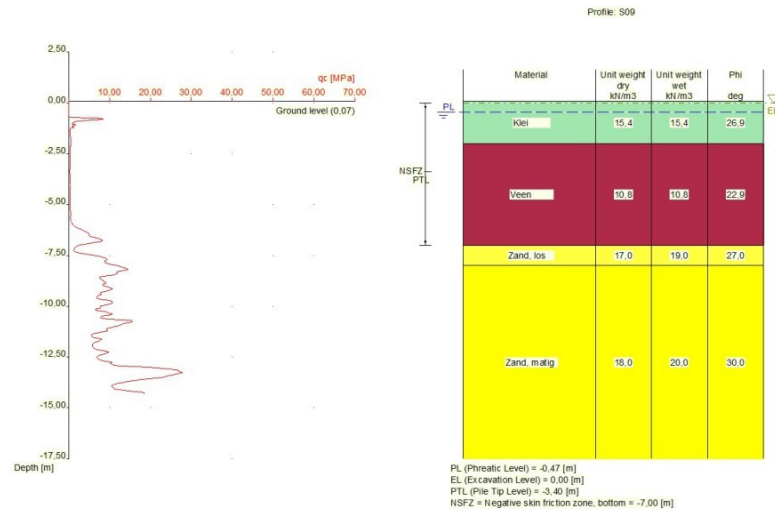 Profile: S09
2,50
qc [MPa]
0,00 10,00 20,00 30,00 40,00 50,00 60,00 70,00
Ground level (0,07)
-2,50
-5,00
-7,50
-10,00
-12,50
-15,00
-17,50
Depth [m]
Material Unit weight dry kN/m3 Unit weight wet kN/m3 Phi deg
PL
EL
Klei 15,4 15,4 26,9
NSFZ
PTL
Veen 10,8 10,8 22,9
Zand, los 17,0 19,0 27,0
Zand, matig 18,0 20,0 30,0
PL (Phreatic Level) = -0,47 [m]
EL (Excavation Level) = 0,00 [m]
PTL (Pile Tip Level) = -3,40 [m]
NSFZ = Negative skin friction zone, bottom = -7,00 [m]